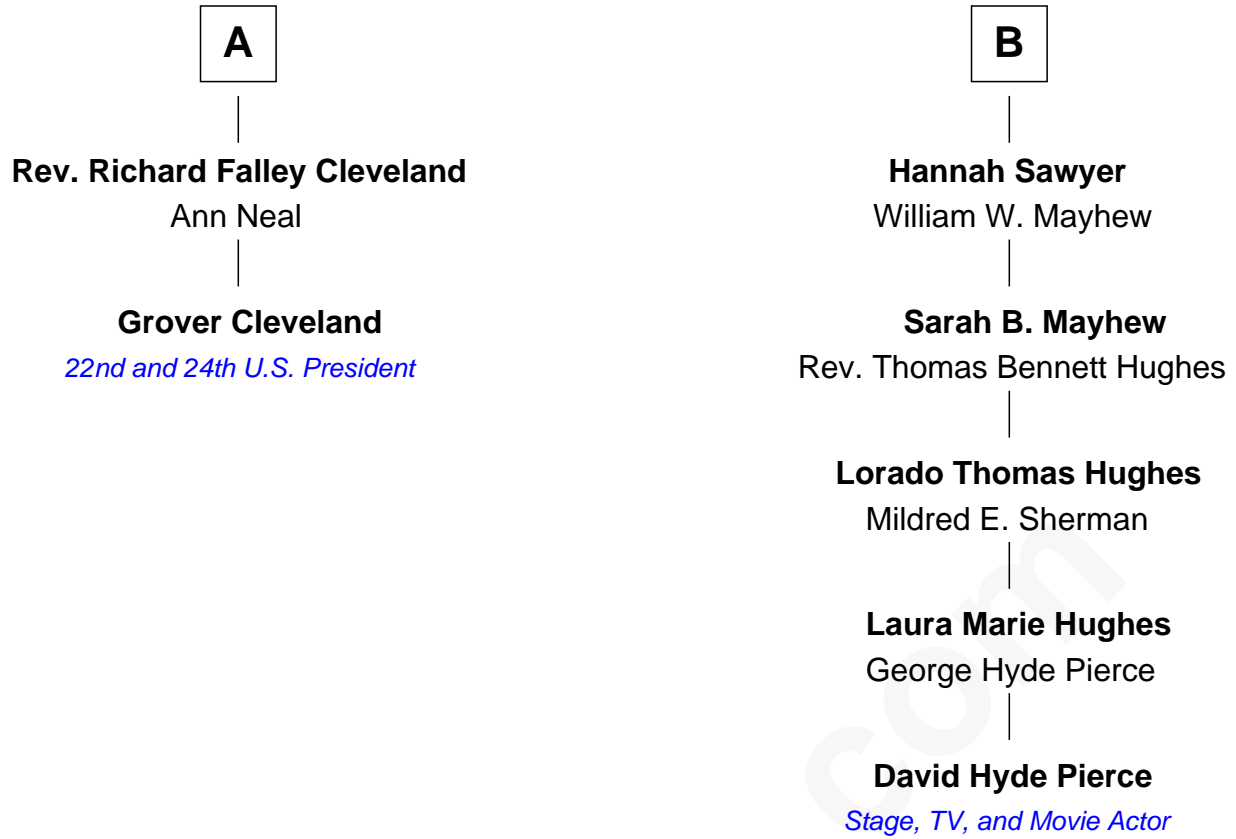 A
Rev. Richard Falley Cleveland
Ann Neal
Grover Cleveland
22nd and 24th U.S. President
B
Hannah Sawyer
William W. Mayhew
Sarah B. Mayhew
Rev. Thomas Bennett Hughes
Lorado Thomas Hughes
Mildred E. Sherman
Laura Marie Hughes
George Hyde Pierce
David Hyde Pierce
Stage, TV, and Movie Actor
com